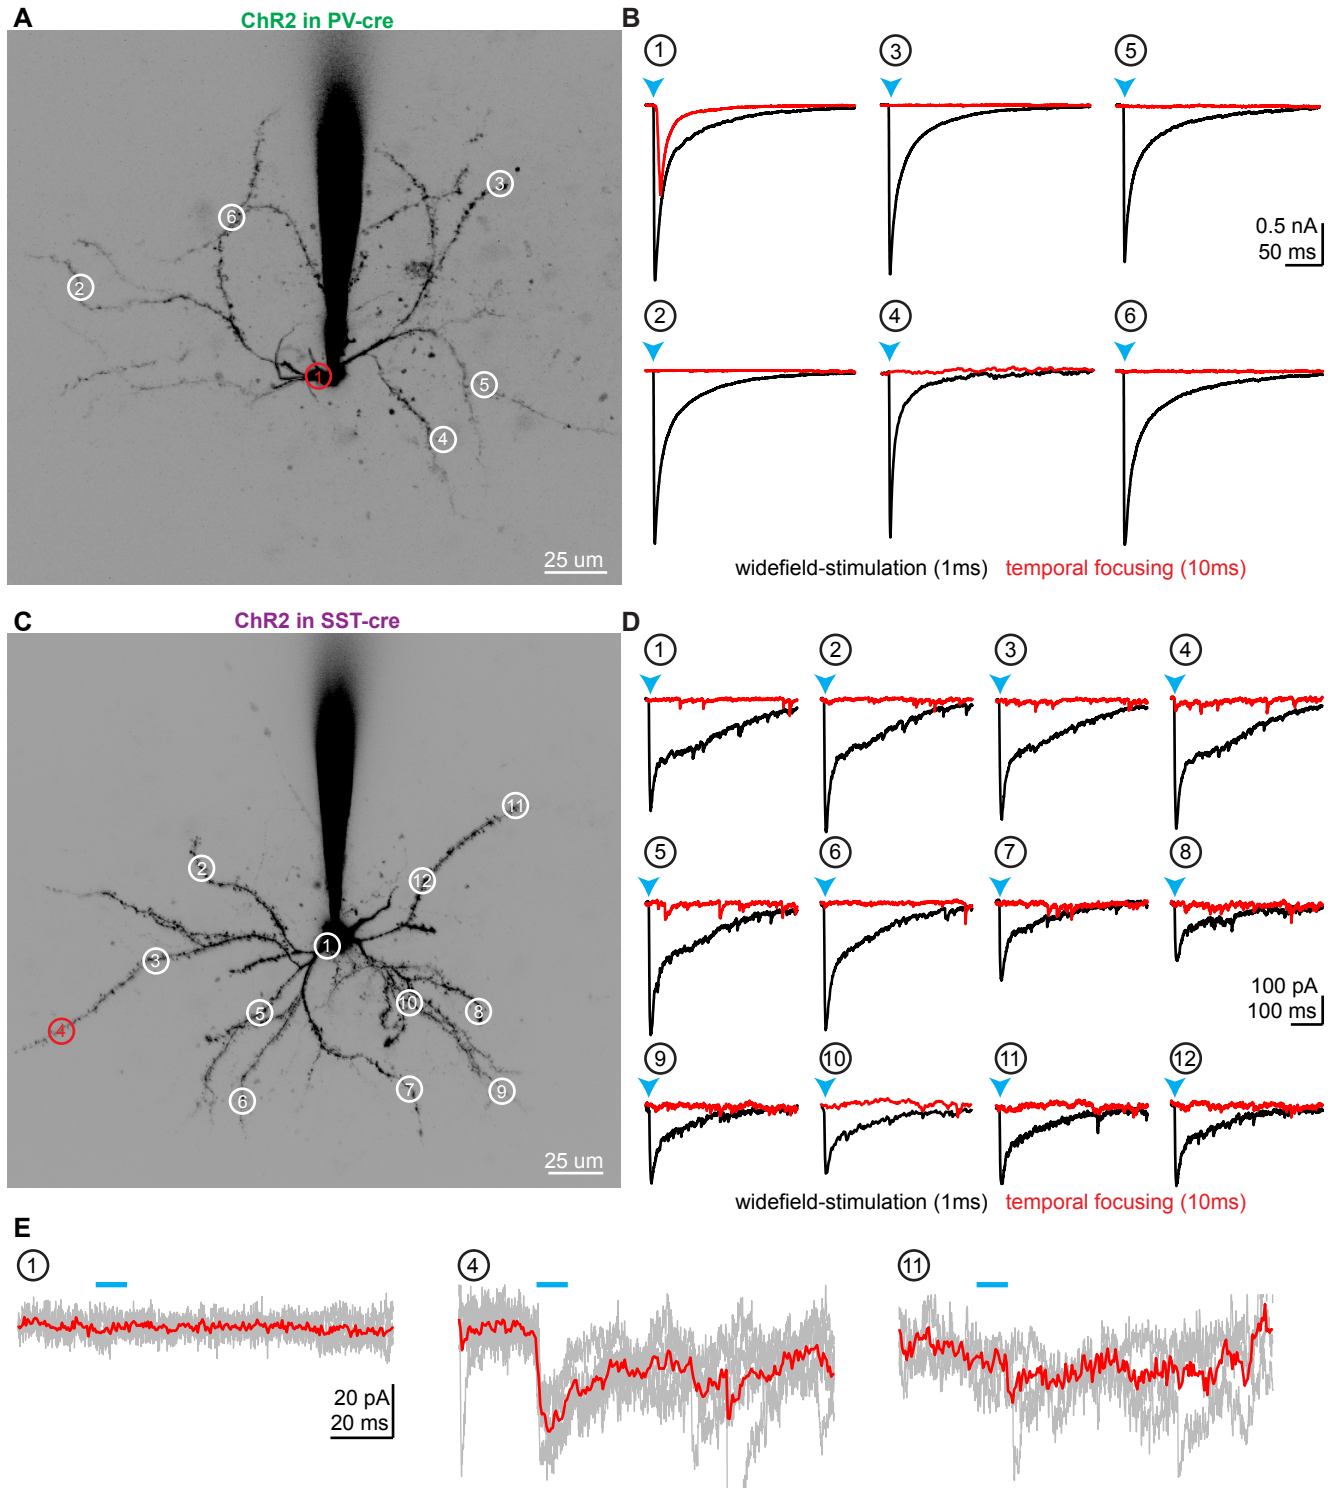 A
ChR2 in PV-cre
1
2
3
4
5
6
25 um
B
1
3
5
0.5 nA
50 ms
2
4
6
widefield-stimulation (1ms) temporal focusing (10ms)
C
ChR2 in SST-cre
1
2
3
4
5
6
7
8
9
10
11
12
25 um
D
1
2
3
4
5
6
7
8
100 pA
100 ms
9
10
11
12
widefield-stimulation (1ms) temporal focusing (10ms)
E
1
4
11
20 pA
20 ms